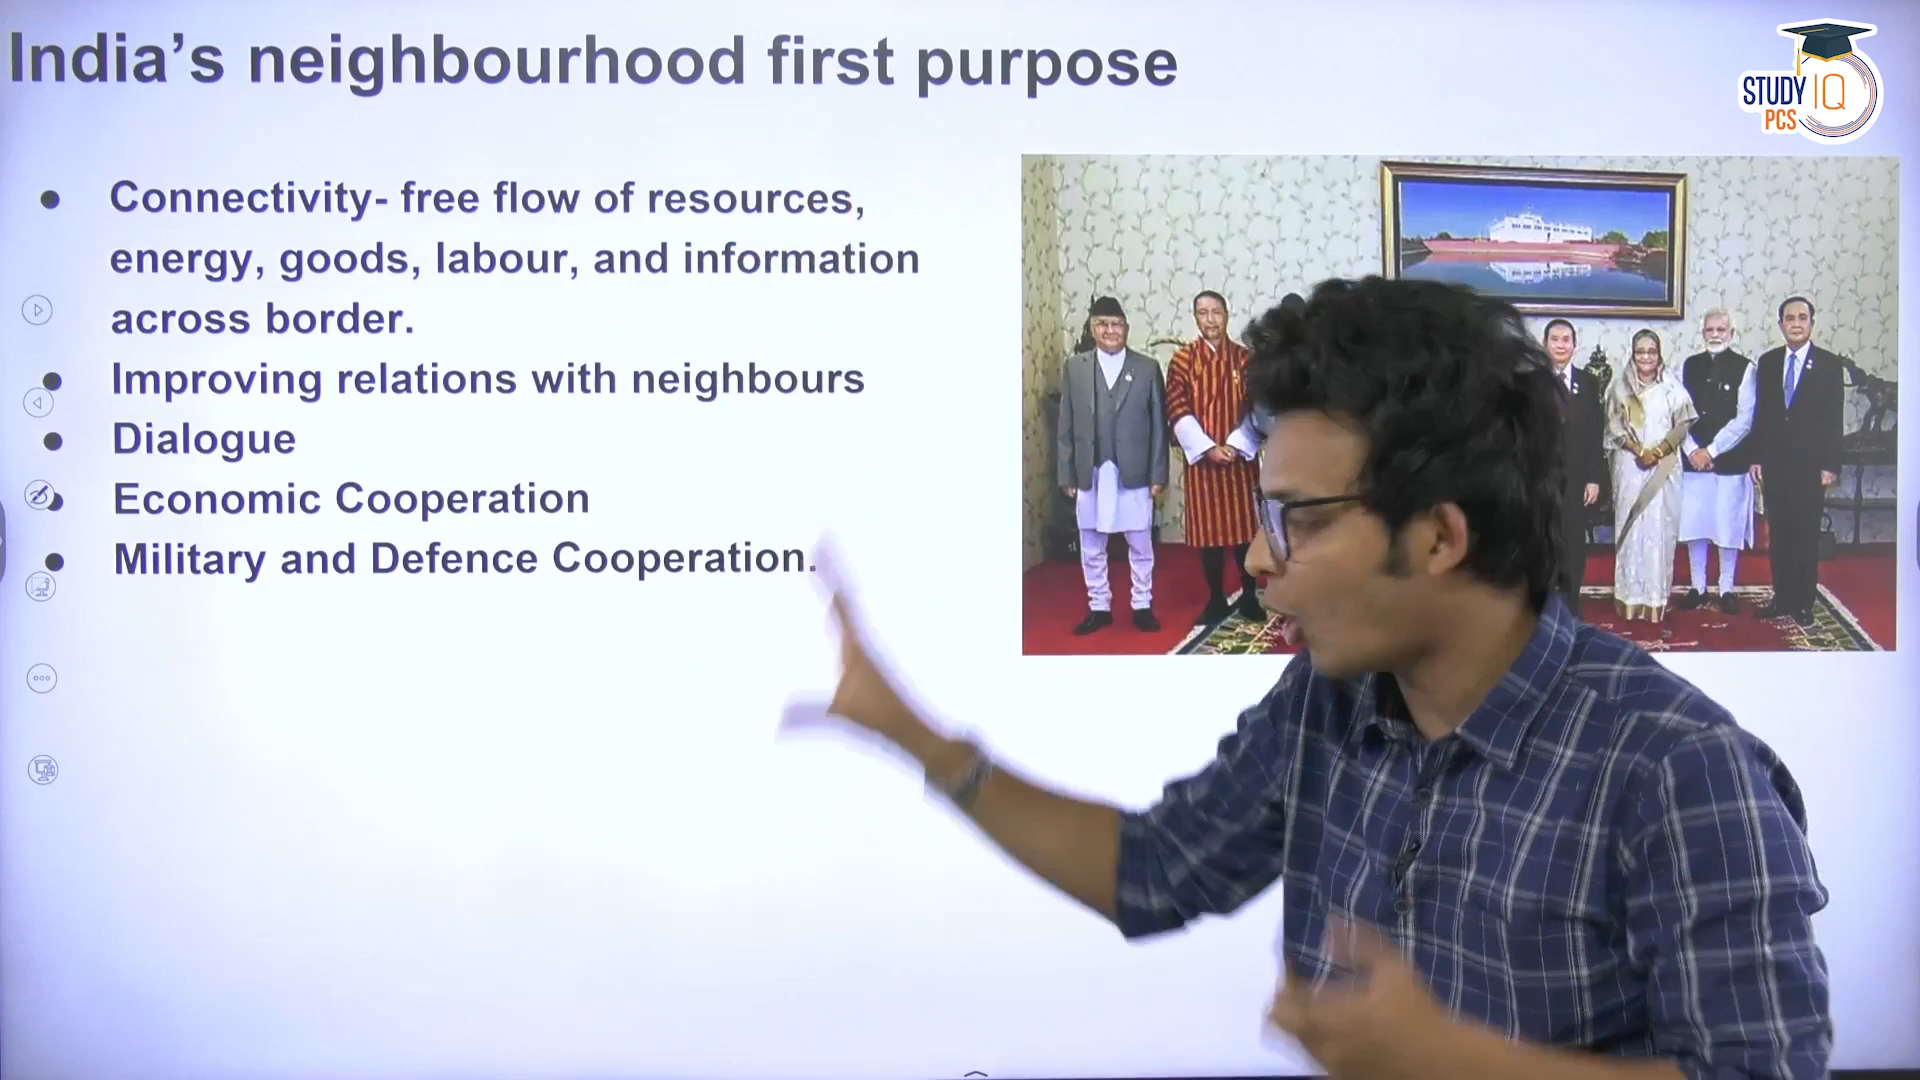 India's neighbourhood first purpose
STUDY IQ
PCS
● Connectivity- free flow of resources,
energy, goods, labour, and information
across border.
● Improving relations with neighbours
● Dialogue
● Economic Cooperation
● Military and Defence Cooperation.